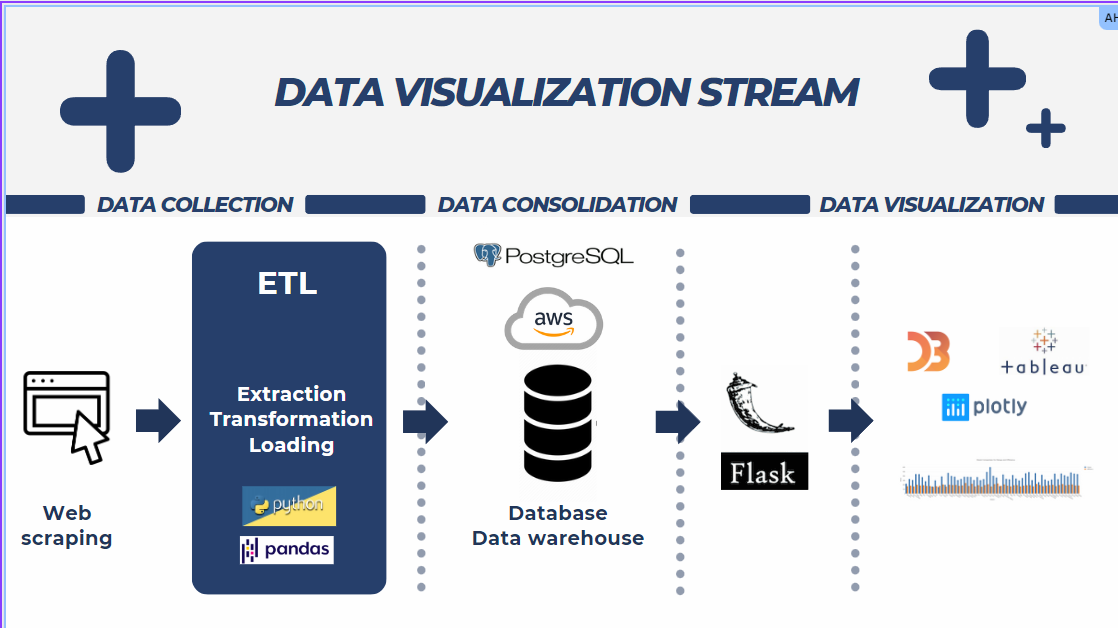 AH
DATA VISUALIZATION STREAM
DATA COLLECTION
DATA CONSOLIDATION
DATA VISUALIZATION
Web
scraping
ETL
Extraction
Transformation
Loading
python
pandas
PostgreSQL
aws
Database
Data warehouse
Flask
D3
+ableau
plotly